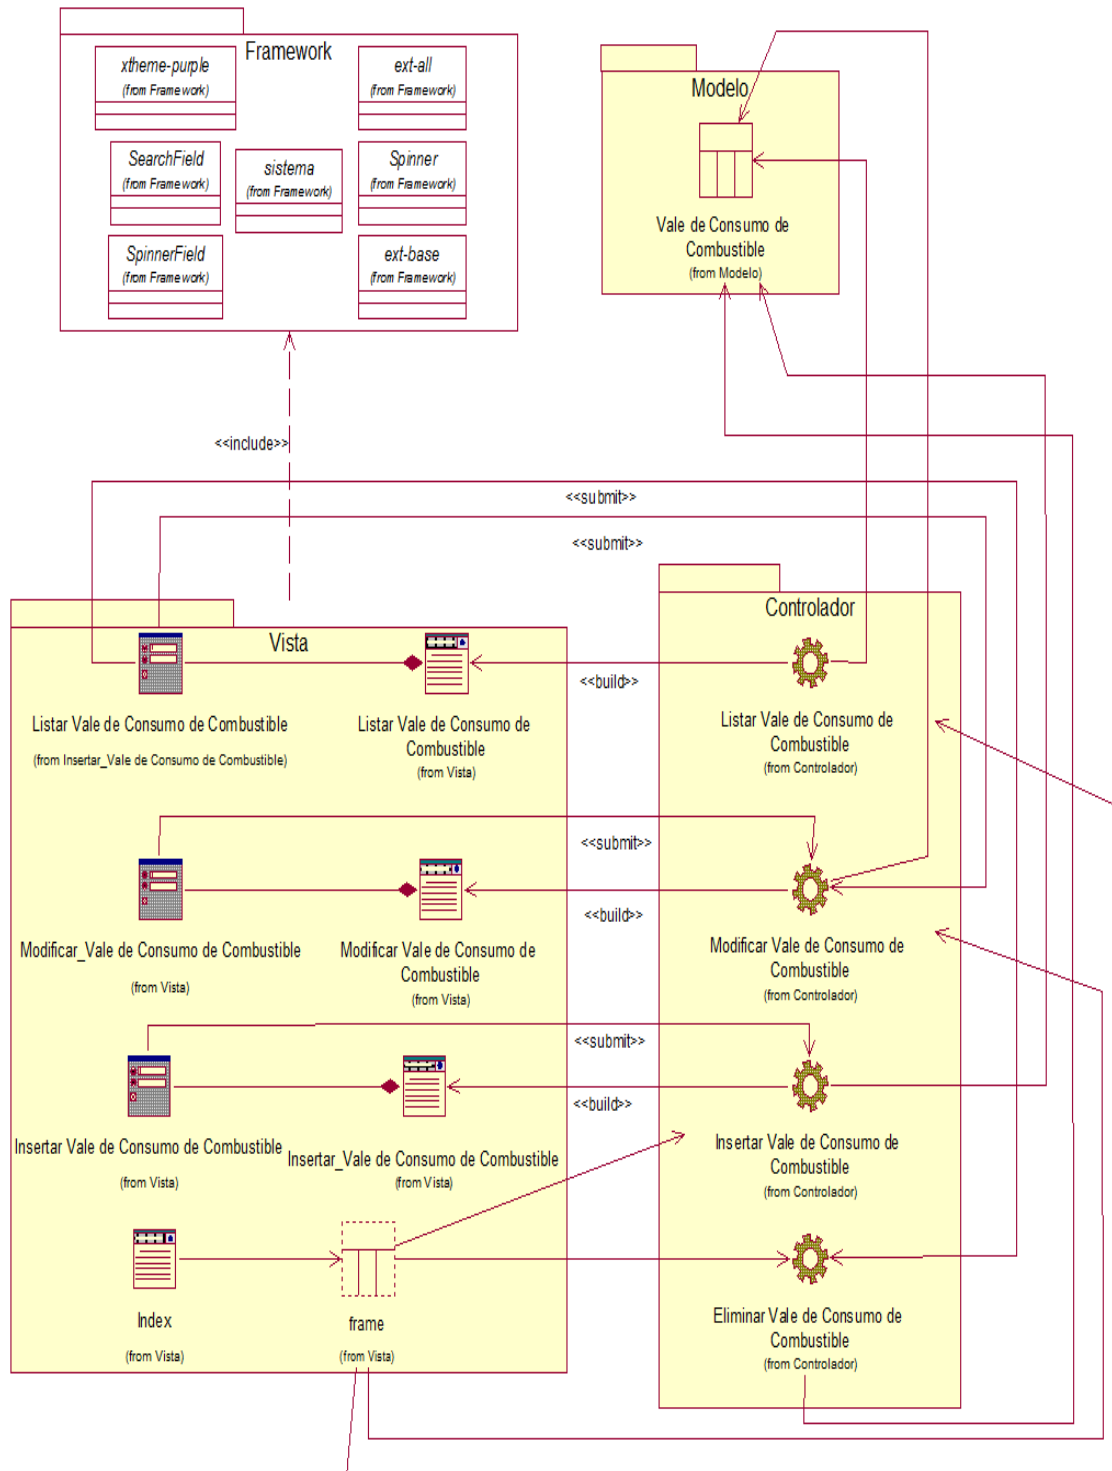 Framework
xtheme-purple
(from Framework)
ext-all
(from Framework)
SearchField
(from Framework)
sistema
(from Framework)
Spinner
(from Framework)
SpinnerField
(from Framework)
ext-base
(from Framework)
Modelo
Vale de Consumo de
Combustible
(from Modelo)
<<include>>
<<submit>>
<<submit>>
Vista
Listar Vale de Consumo de Combustible
(from Insertar_Vale de Consumo de Combustible)
Listar Vale de Consumo de
Combustible
(from Vista)
<<build>>
Controlador
Listar Vale de Consumo de
Combustible
(from Controlador)
<<submit>>
Modificar_Vale de Consumo de Combustible
(from Vista)
Modificar Vale de Consumo de
Combustible
(from Vista)
<<build>>
Modificar Vale de Consumo de
Combustible
(from Controlador)
<<submit>>
Insertar Vale de Consumo de Combustible
(from Vista)
Insertar_Vale de Consumo de Combustible
(from Vista)
<<build>>
Insertar Vale de Consumo de
Combustible
(from Controlador)
Index
(from Vista)
frame
(from Vista)
Eliminar Vale de Consumo de
Combustible
(from Controlador)